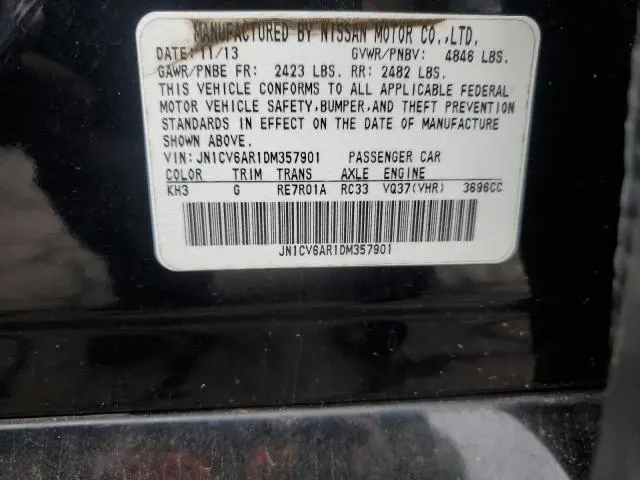 MANUFACTURED BY NISSAN MOTOR CO.,LTD.
DATE: 11/13 GVWR/PNBV: 4846 LBS.
GAWR/PNBE FR: 2423 LBS. RR: 2482 LBS.
THIS VEHICLE CONFORMS TO ALL APPLICABLE FEDERAL
MOTOR VEHICLE SAFETY,BUMPER,AND THEFT PREVENTION
STANDARDS IN EFFECT ON THE DATE OF MANUFACTURE
SHOWN ABOVE.
VIN: JN1CV6AR1DM357901 PASSENGER CAR
COLOR TRIM TRANS AXLE ENGINE
KH3 G RE7R01A RC33 VQ37(VHR) 3696CC
JN1CV6AR1DM357901